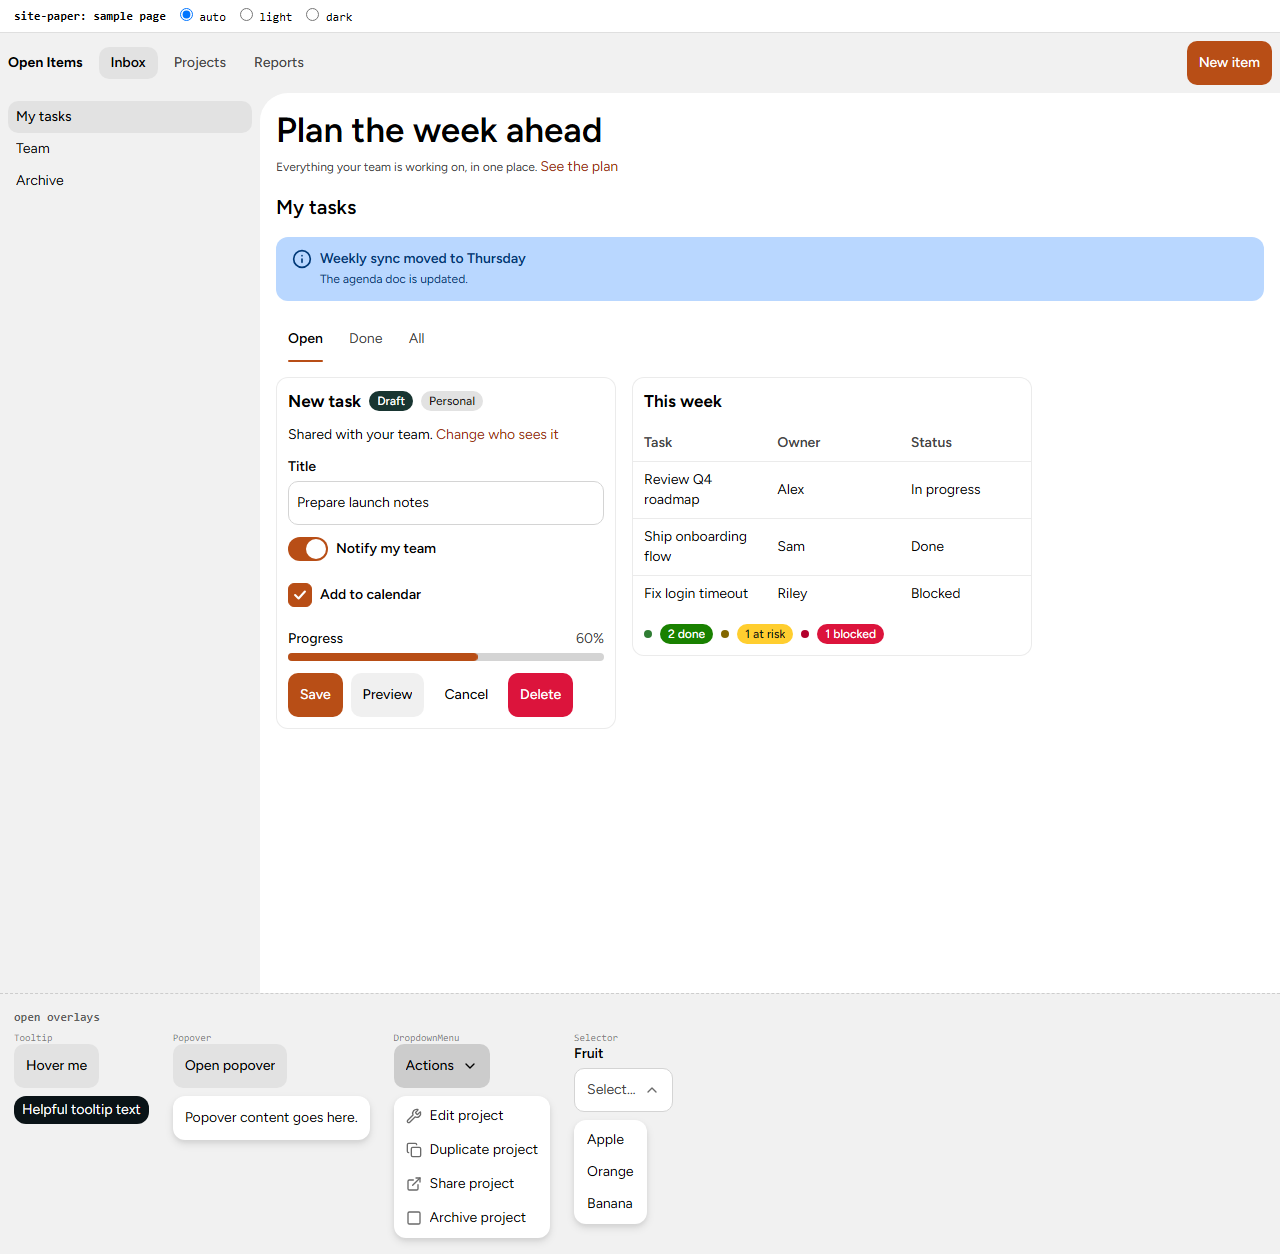 site-paper: sample page auto light dark
Open Items Inbox Projects Reports New item
My tasks
Team
Archive
Plan the week ahead
Everything your team is working on, in one place. See the plan
My tasks
Weekly sync moved to Thursday
The agenda doc is updated.
Open Done All
New task Draft Personal
Shared with your team. Change who sees it
Title
Prepare launch notes
Notify my team
Add to calendar
Progress 60%
Save Preview Cancel Delete
This week
Task Owner Status
Review Q4
roadmap
Alex In progress
Ship onboarding
flow
Sam Done
Fix login timeout Riley Blocked
2 done 1 at risk 1 blocked
open overlays
Tooltip
Hover me
Helpful tooltip text
Popover
Open popover
Popover content goes here.
DropdownMenu
Actions
Edit project
Duplicate project
Share project
Archive project
Selector
Fruit
Select...
Apple
Orange
Banana